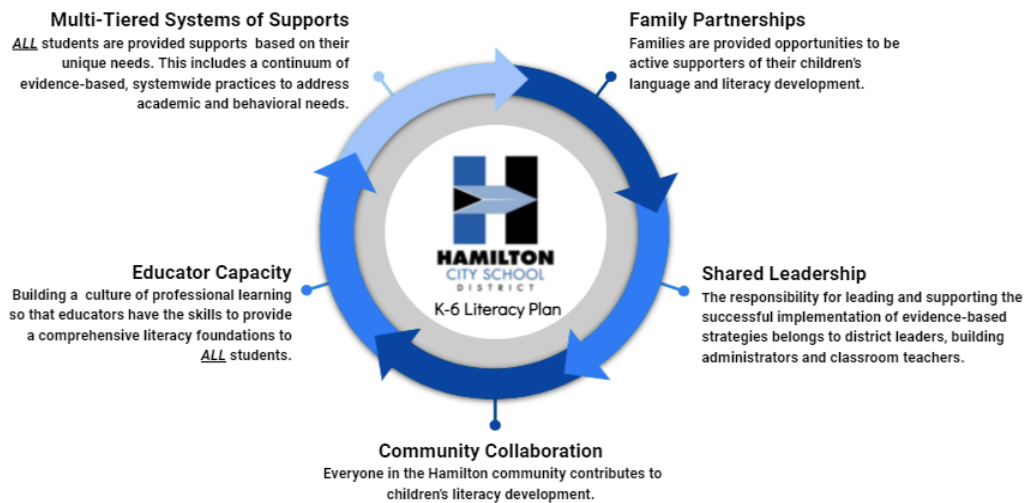 Multi-Tiered Systems of Supports
ALL students are provided supports based on their
unique needs. This includes a continuum of
evidence-based, systemwide practices to address
academic and behavioral needs.
Family Partnerships
Families are provided opportunities to be
active supporters of their children's
language and literacy development.
HAMILTON
CITY SCHOOL
DISTRICT
K-6 Literacy Plan
Educator Capacity
Building a culture of professional learning
so that educators have the skills to provide
a comprehensive literacy foundations to
ALL students.
Shared Leadership
The responsibility for leading and supporting the
successful implementation of evidence-based
strategies belongs to district leaders, building
administrators and classroom teachers.
Community Collaboration
Everyone in the Hamilton community contributes to
children's literacy development.